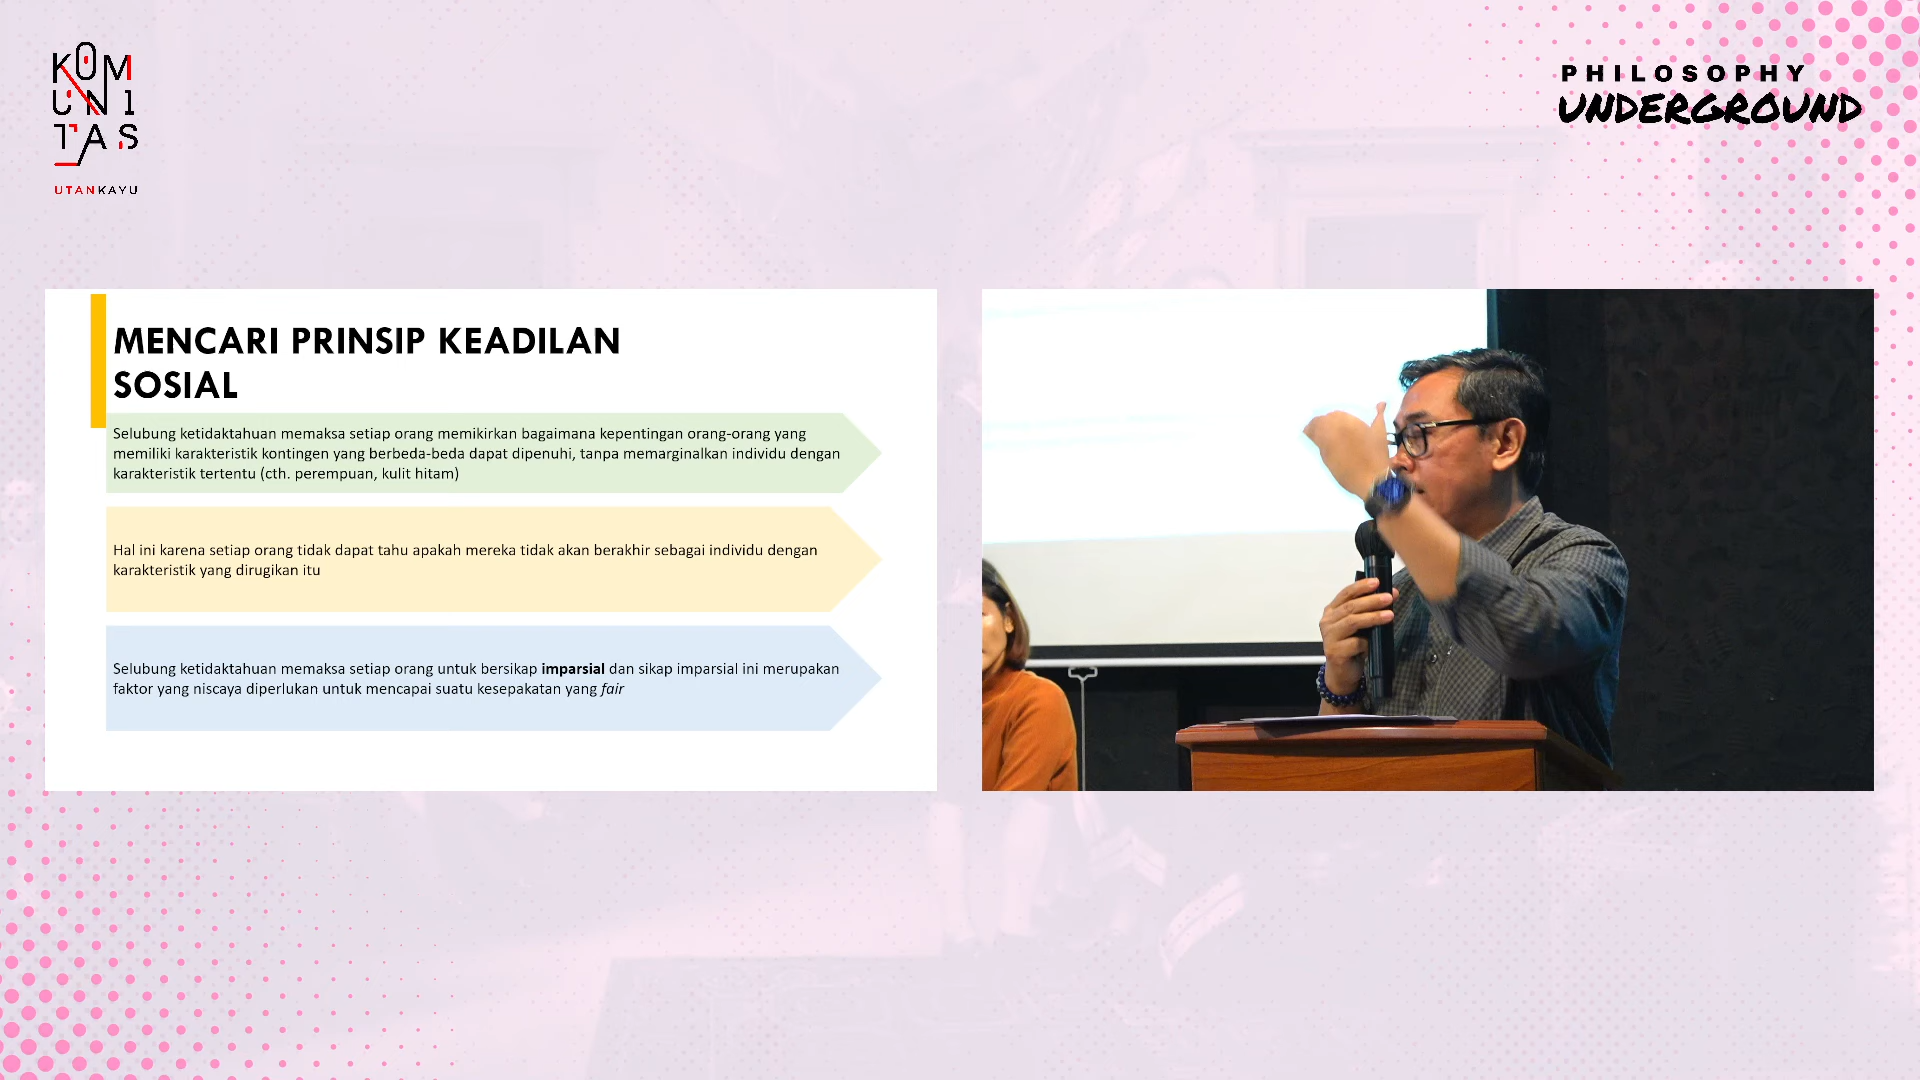 KOM
UNI
TAS
UTANKAYU
PHILOSOPHY
UNDERGROUND
MENCARI PRINSIP KEADILAN
SOSIAL
Selubung ketidaktahuan memaksa setiap orang memikirkan bagaimana kepentingan orang-orang yang
memiliki karakteristik kontingen yang berbeda-beda dapat dipenuhi, tanpa memarginalkan individu dengan
karakteristik tertentu (cth. perempuan, kulit hitam)
Hal ini karena setiap orang tidak dapat tahu apakah mereka tidak akan berakhir sebagai individu dengan
karakteristik yang dirugikan itu
Selubung ketidaktahuan memaksa setiap orang untuk bersikap imparsial dan sikap imparsial ini merupakan
faktor yang niscaya diperlukan untuk mencapai suatu kesepakatan yang fair